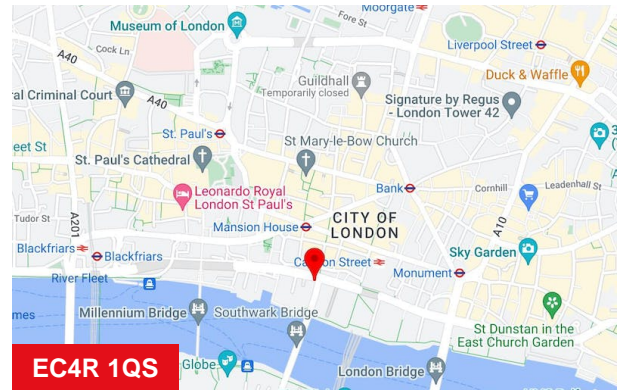 Moorgate
Fore St
Museum of London
A40
Cock Ln
Liverpool Street
Guildhall
Temporarily closed
Duck & Waffle
ral Criminal Court
A40
Signature by Regus
- London Tower 42
3
St. Paul's
eet St
St Mary-le-Bow Church
St. Paul's Cathedral
Leonardo Royal
London St Paul's
Bank
Cornhill
Leadenhall St
Tudor St
A201
Mansion House
CITY OF
LONDON
A10
Blackfriars
Blackfriars
Sky Garden
Street
Monument
River Fleet
mes
Millennium Bridge
Southwark Bridge
St Dunstan in the
East Church Garden
EC4R 1QS
Globe
London Bridge